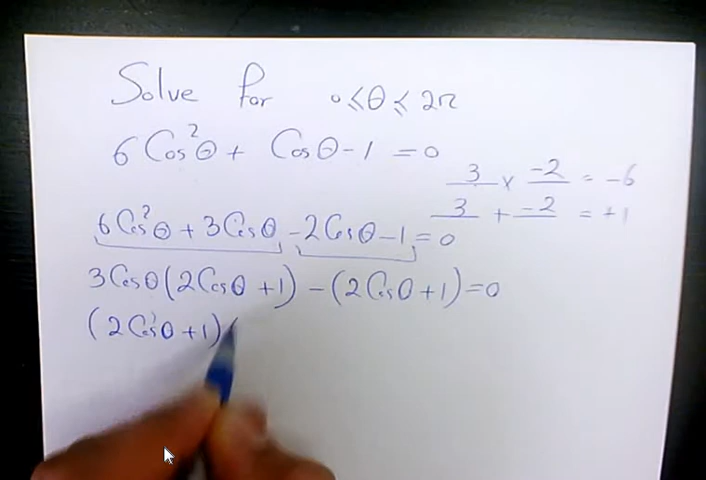 Solve for 0≤θ≤2π
6Cos²θ + Cosθ-1 =0
3 × -2 = -6
3 + -2 = +1
6Cos²θ + 3Cosθ -2Cosθ-1=0
3Cosθ(2Cosθ +1) -(2Cosθ+1)=0
(2Cosθ +1)(